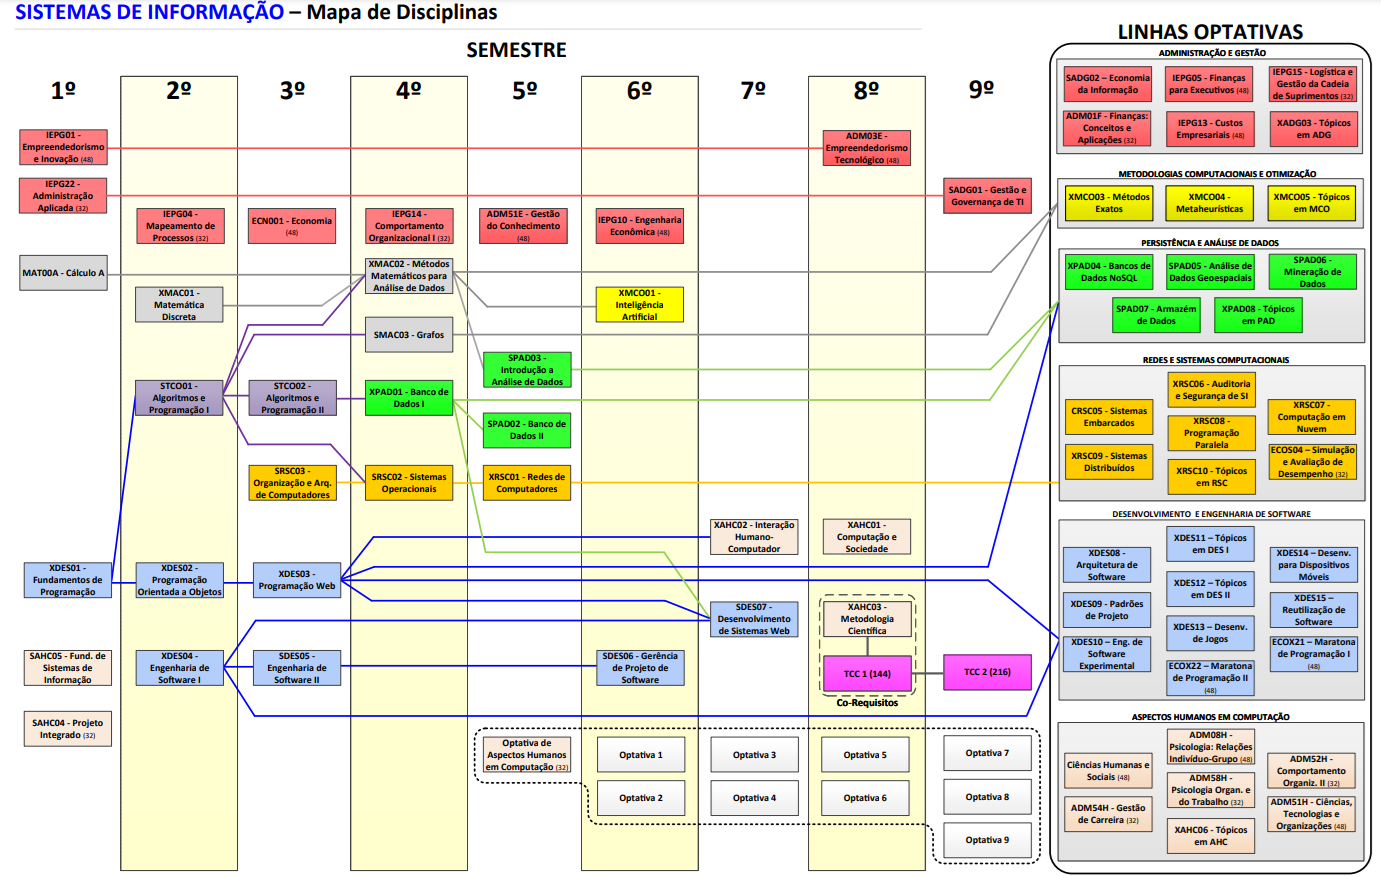 SISTEMAS DE INFORMAÇÃO – Mapa de Disciplinas
SEMESTRE
1º
2º
3º
4º
5º
6º
7º
8º
9º
IEPG01 -
Empreendedorismo
e Inovação (48)
ADM03E -
Empreendedorismo
Tecnológico (48)
IEPG22 -
Administração
Aplicada (32)
SADG01 - Gestão e
Governança de TI
IEPG04 -
Mapeamento de
Processos (32)
ECN001 - Economia
(48)
IEPG14 -
Comportamento
Organizacional I (32)
ADM51E - Gestão
do Conhecimento
(48)
IEPG10 - Engenharia
Econômica (48)
MAT00A - Cálculo A
XMAC02 - Métodos
Matemáticos para
Análise de Dados
XMAC01 -
Matemática
Discreta
XMCO01 -
Inteligência
Artificial
SMAC03 - Grafos
SPAD03 -
Introdução a
Análise de Dados
STCO01 -
Algoritmos e
Programação I
STCO02 -
Algoritmos e
Programação II
XPAD01 - Banco de
Dados I
SPAD02 - Banco de
Dados II
SRSC03 -
Organização e Arq.
de Computadores
SRSC02 - Sistemas
Operacionais
XRSC01 - Redes de
Computadores
XAHC02 - Interação
Humano-
Computador
XAHC01 -
Computação e
Sociedade
XDES01 -
Fundamentos de
Programação
XDES02 -
Programação
Orientada a Objetos
XDES03 -
Programação Web
SDES07 -
Desenvolvimento
de Sistemas Web
XAHC03 -
Metodologia
Científica
SAHC05 - Fund. de
Sistemas de
Informação
XDES04 -
Engenharia de
Software I
SDES05 -
Engenharia de
Software II
SDES06 - Gerência
de Projeto de
Software
TCC 1 (144)
TCC 2 (216)
Co-Requisitos
SAHC04 - Projeto
Integrado (32)
Optativa de
Aspectos Humanos
em Computação (32)
Optativa 1
Optativa 2
Optativa 3
Optativa 4
Optativa 5
Optativa 6
Optativa 7
Optativa 8
Optativa 9
LINHAS OPTATIVAS
ADMINISTRAÇÃO E GESTÃO
SADG02 – Economia
da Informação
IEPG05 - Finanças
para Executivos (48)
IEPG15 - Logística e
Gestão da Cadeia
de Suprimentos (32)
ADM01F - Finanças:
Conceitos e
Aplicações (32)
IEPG13 - Custos
Empresariais (48)
XADG03 - Tópicos
em ADG
METODOLOGIAS COMPUTACIONAIS E OTIMIZAÇÃO
XMCO03 - Métodos
Exatos
XMCO04 -
Metaheurísticas
XMCO05 - Tópicos
em MCO
PERSISTÊNCIA E ANÁLISE DE DADOS
XPAD04 - Bancos de
Dados NoSQL
SPAD05 - Análise de
Dados Geoespaciais
SPAD06 -
Mineração de
Dados
SPAD07 - Armazém
de Dados
XPAD08 - Tópicos
em PAD
REDES E SISTEMAS COMPUTACIONAIS
CRSC05 - Sistemas
Embarcados
XRSC06 - Auditoria
e Segurança de SI
XRSC07 -
Computação em
Nuvem
XRSC08 -
Programação
Paralela
XRSC09 - Sistemas
Distribuídos
XRSC10 - Tópicos
em RSC
ECOS04 – Simulação
e Avaliação de
Desempenho (32)
DESENVOLVIMENTO E ENGENHARIA DE SOFTWARE
XDES08 -
Arquitetura de
Software
XDES11 – Tópicos
em DES I
XDES14 – Desenv.
para Dispositivos
Móveis
XDES12 – Tópicos
em DES II
XDES09 - Padrões
de Projeto
XDES15 –
Reutilização de
Software
XDES13 – Desenv.
de Jogos
XDES10 – Eng. de
Software
Experimental
ECOX22 – Maratona
de Programação II
(48)
ECOX21 – Maratona
de Programação I
(48)
ASPECTOS HUMANOS EM COMPUTAÇÃO
Ciências Humanas e
Sociais (48)
ADM08H -
Psicologia: Relações
Indivíduo-Grupo (48)
ADM52H -
Comportamento
Organiz. II (32)
ADM58H -
Psicologia Organ. e
do Trabalho (32)
ADM54H - Gestão
de Carreira (32)
XAHC06 - Tópicos
em AHC
ADM51H - Ciências,
Tecnologias e
Organizações (48)